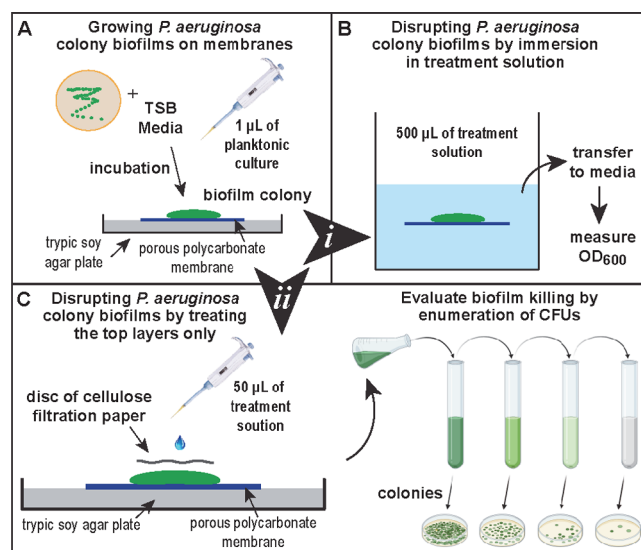 A
Growing P. aeruginosa
colony biofilms on membranes
+
TSB
Media
1 µL of
planktonic
culture
incubation
biofilm colony
trypic soy
agar plate
porous polycarbonate
membrane
i
B
Disrupting P. aeruginosa
colony biofilms by immersion
in treatment solution
500 µL of treatment
solution
transfer
to media
measure
OD600
ii
C
Disrupting P. aeruginosa
colony biofilms by treating
the top layers only
50 µL of
treatment
soution
disc of cellulose
filtration paper
trypic soy agar plate
porous polycarbonate
membrane
Evaluate biofilm killing by
enumeration of CFUs
colonies